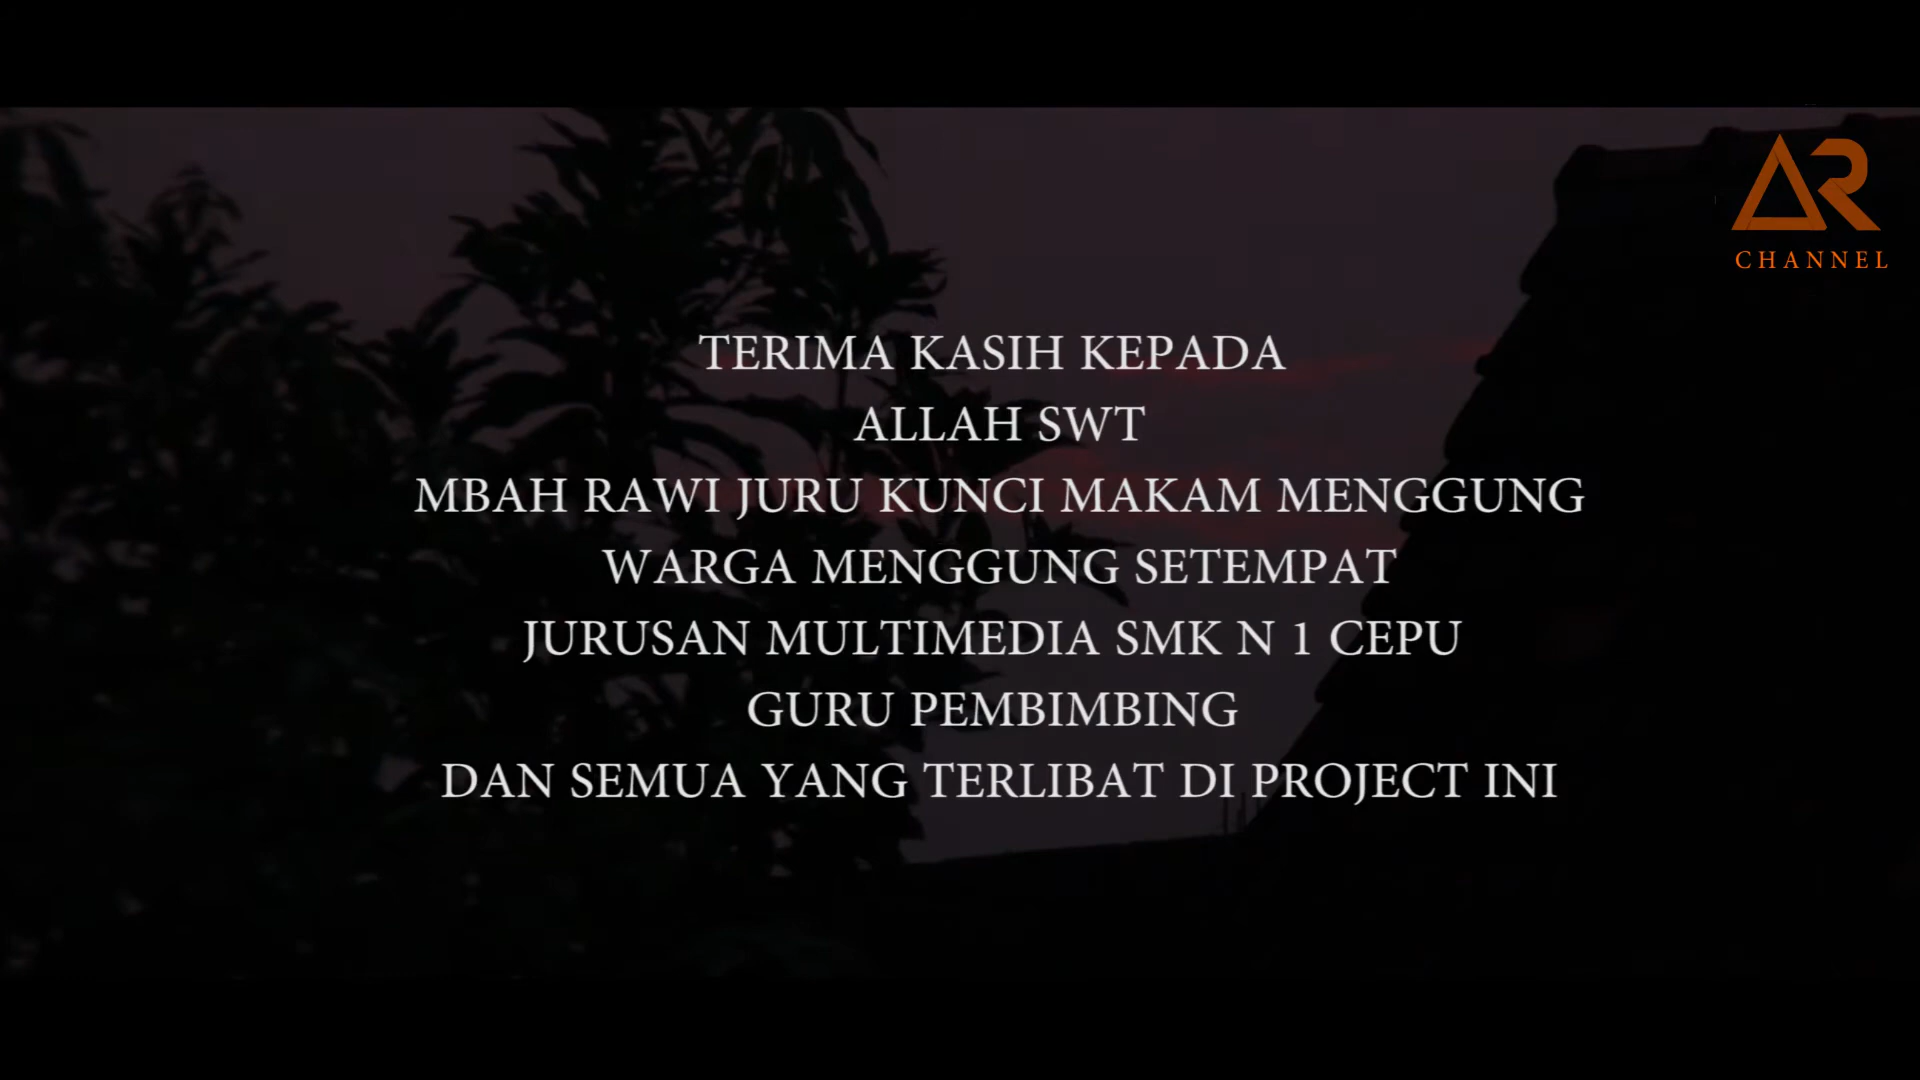 AR
CHANNEL
TERIMA KASIH KEPADA
ALLAH SWT
MBAH RAWI JURU KUNCI MAKAM MENGGUNG
WARGA MENGGUNG SETEMPAT
JURUSAN MULTIMEDIA SMK N 1 CEPU
GURU PEMBIMBING
DAN SEMUA YANG TERLIBAT DI PROJECT INI